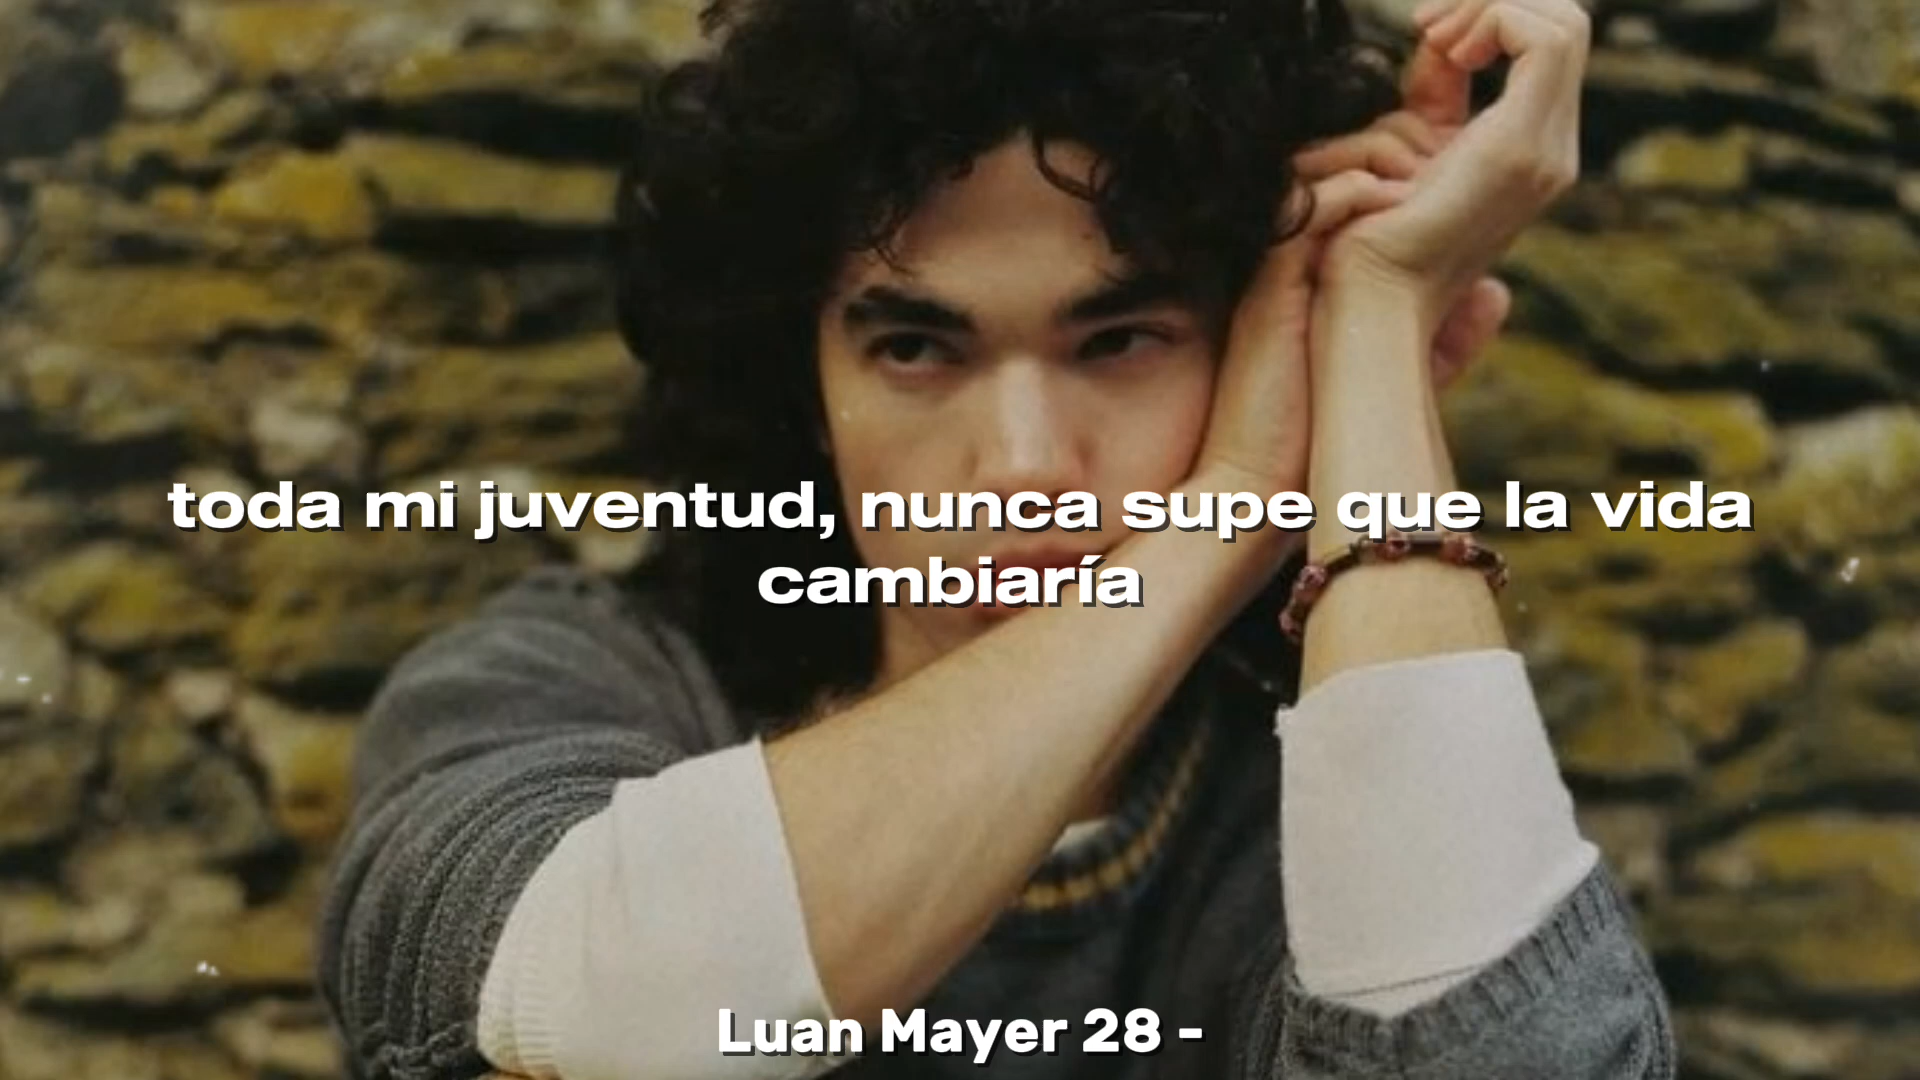 toda mi juventud, nunca supe que la vida
cambiaría
Luan Mayer 28 -